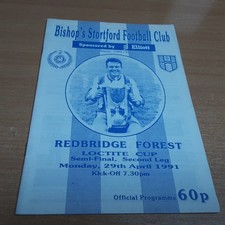 Bishop's Stortford Football Club
Sponsored by Elliott
REDBRIDGE FOREST
LOCTITE CUP
Semi-Final, Second Leg
Monday, 29th April 1991
Kick-Off 7.30pm
Official Programme 60p